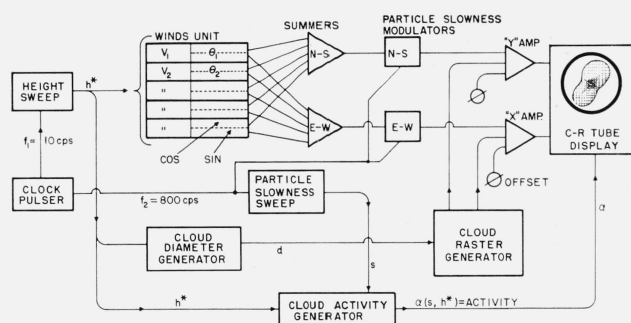 WINDS UNIT
SUMMERS
PARTICLE SLOWNESS
MODULATORS
"Y" AMP
V1 θ1
V2 θ2
"
"
"
"
N-S
N-S
HEIGHT
SWEEP
h*
S
C-R TUBE
DISPLAY
f1= 10 cps
E-W
E-W
"X" AMP.
COS
SIN
OFFSET
CLOCK
PULSER
f2 = 800 cps
PARTICLE
SLOWNESS
SWEEP
α
CLOUD
DIAMETER
GENERATOR
d
CLOUD
RASTER
GENERATOR
s
h*
CLOUD ACTIVITY
GENERATOR
α(s, h*) = ACTIVITY